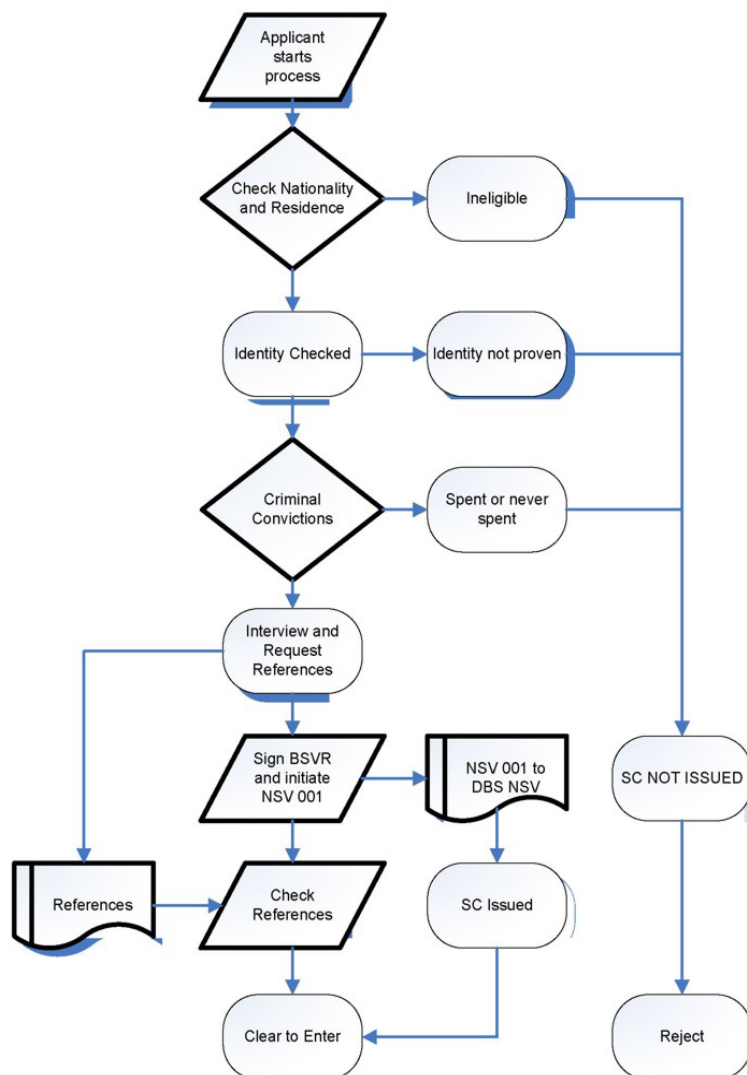 Applicant
starts
process
Check Nationality
and Residence
Ineligible
Identity Checked
Identity not proven
Criminal
Convictions
Spent or never
spent
Interview and
Request
References
Sign BSVR
and initiate
NSV 001
NSV 001 to
DBS NSV
SC NOT ISSUED
References
Check
References
SC Issued
Clear to Enter
Reject